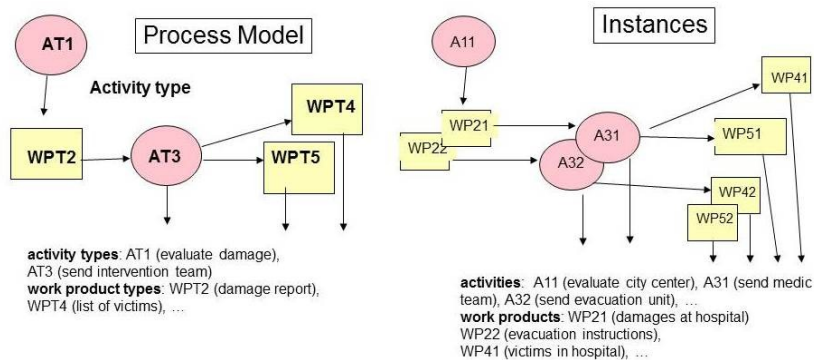 Process Model
AT1
Activity type
WPT2
AT3
WPT4
WPT5
activity types: AT1 (evaluate damage),
AT3 (send intervention team)
work product types: WPT2 (damage report),
WPT4 (list of victims), ...
Instances
A11
WP41
WP21
WP22
A31
A32
WP51
WP42
WP52
activities: A11 (evaluate city center), A31 (send medic
team), A32 (send evacuation unit), ...
work products: WP21 (damages at hospital)
WP22 (evacuation instructions),
WP41 (victims in hospital), ...